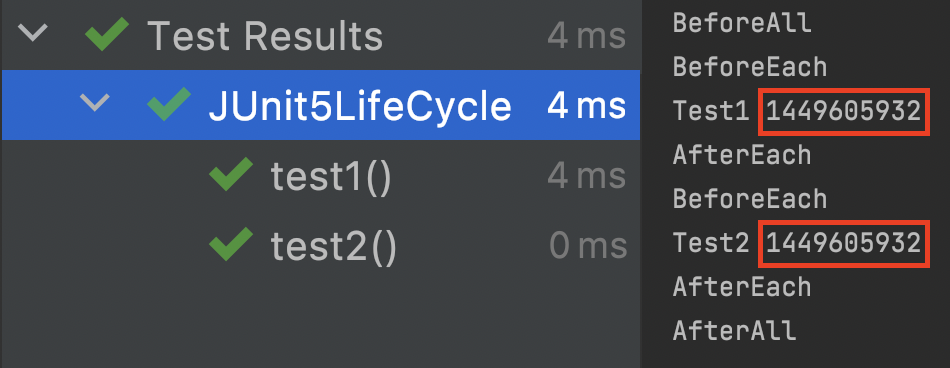 Test Results 4 ms
JUnit5LifeCycle 4 ms
test1() 4 ms
test2() 0 ms
BeforeAll
BeforeEach
Test1 1449605932
AfterEach
BeforeEach
Test2 1449605932
AfterEach
AfterAll